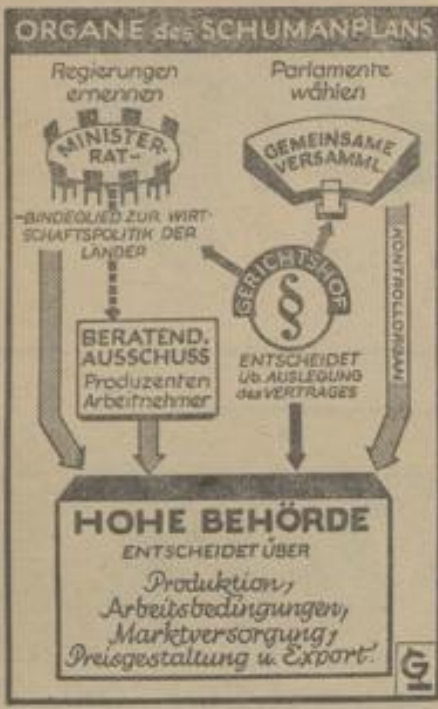 ORGANE des SCHUMANPLANS
Regierungen
ernennen
MINISTER-
RAT-
-BINDEGLIED ZUR WIRT-
SCHAFTSPOLITIK DER
LÄNDER
Parlamente
wählen
GEMEINSAME
VERSAMML.
GERICHTSHOF
§
ENTSCHEIDET
üb. AUSLEGUNG
des VERTRAGES
KONTROLLORGAN
BERATEND.
AUSSCHUSS
Produzenten
Arbeitnehmer
HOHE BEHÖRDE
ENTSCHEIDET ÜBER
Produktion,
Arbeitsbedingungen,
Marktversorgung,
Preisgestaltung u. Export!
G